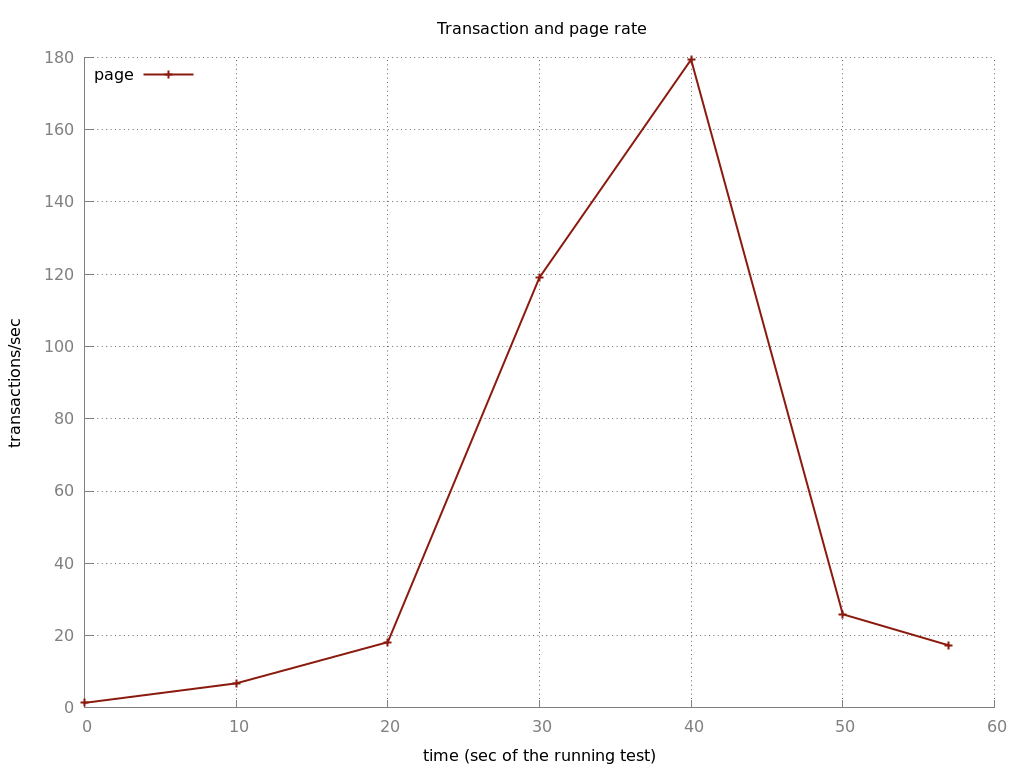 Transaction and page rate
180
page
160
140
120
100
80
60
40
20
0
transactions/sec
0 10 20 30 40 50 60
time (sec of the running test)